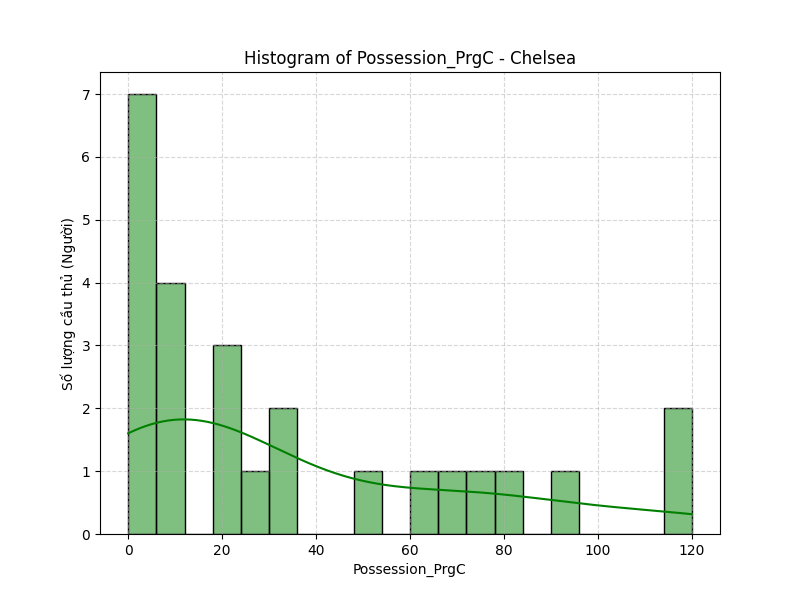 Histogram of Possession_PrgC - Chelsea
Số lượng cầu thủ (Người)
7
6
5
4
3
2
1
0
0 20 40 60 80 100 120
Possession_PrgC